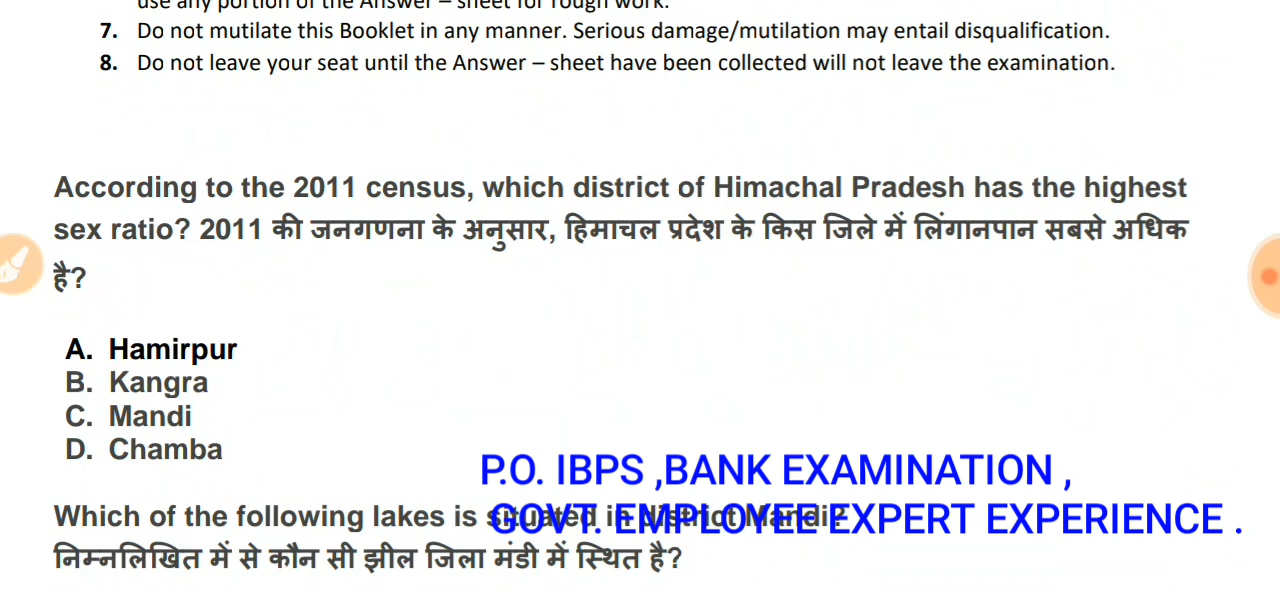 use any portion of the Answer – sheet for rough work.
7. Do not mutilate this Booklet in any manner. Serious damage/mutilation may entail disqualification.
8. Do not leave your seat until the Answer – sheet have been collected will not leave the examination.
According to the 2011 census, which district of Himachal Pradesh has the highest
sex ratio? 2011 की जनगणना के अनुसार, हिमाचल प्रदेश के किस जिले में लिंगानपान सबसे अधिक
है?
A. Hamirpur
B. Kangra
C. Mandi
D. Chamba
P.O. IBPS ,BANK EXAMINATION ,
Which of the following lakes is situated in district Mandi?
GOVT. EMPLOYEE EXPERT EXPERIENCE .
निम्नलिखित में से कौन सी झील जिला मंडी में स्थित है?